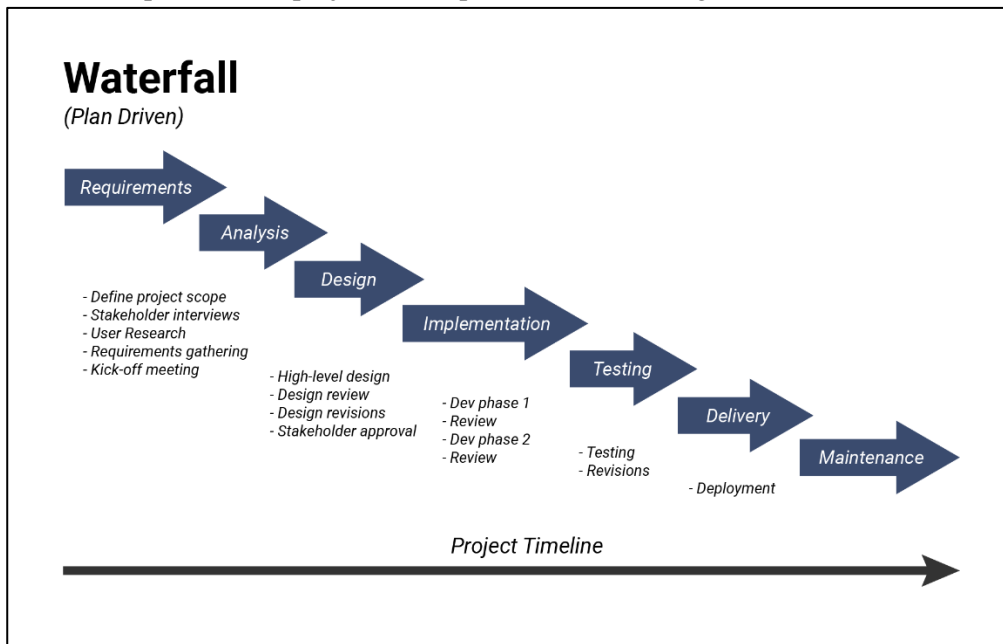 Waterfall
(Plan Driven)
Requirements
Analysis
Design
Implementation
Testing
Delivery
Maintenance
- Define project scope
- Stakeholder interviews
- User Research
- Requirements gathering
- Kick-off meeting
- High-level design
- Design review
- Design revisions
- Stakeholder approval
- Dev phase 1
- Review
- Dev phase 2
- Review
- Testing
- Revisions
- Deployment
Project Timeline